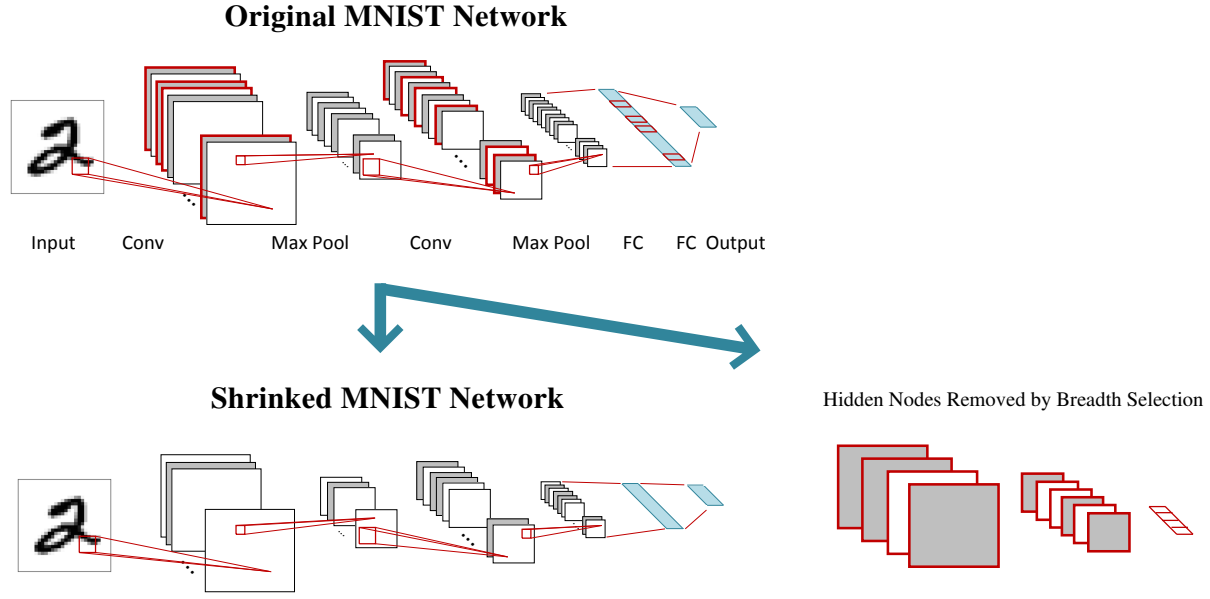 Original MNIST Network
Input Conv Max Pool Conv Max Pool FC FC Output
Shrinked MNIST Network
Hidden Nodes Removed by Breadth Selection